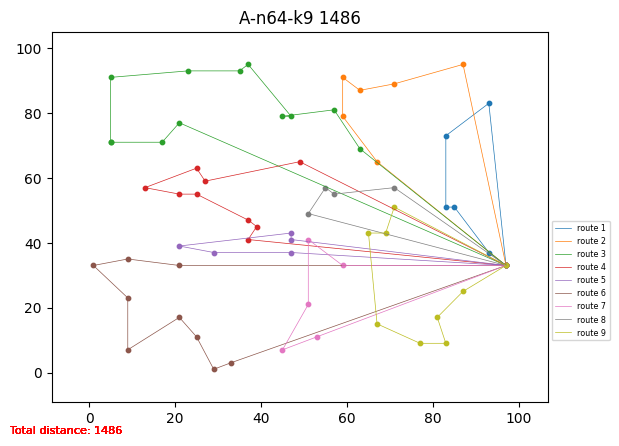 A-n64-k9 1486
100
80
60
40
20
0
0 20 40 60 80 100
route 1
route 2
route 3
route 4
route 5
route 6
route 7
route 8
route 9
Total distance: 1486